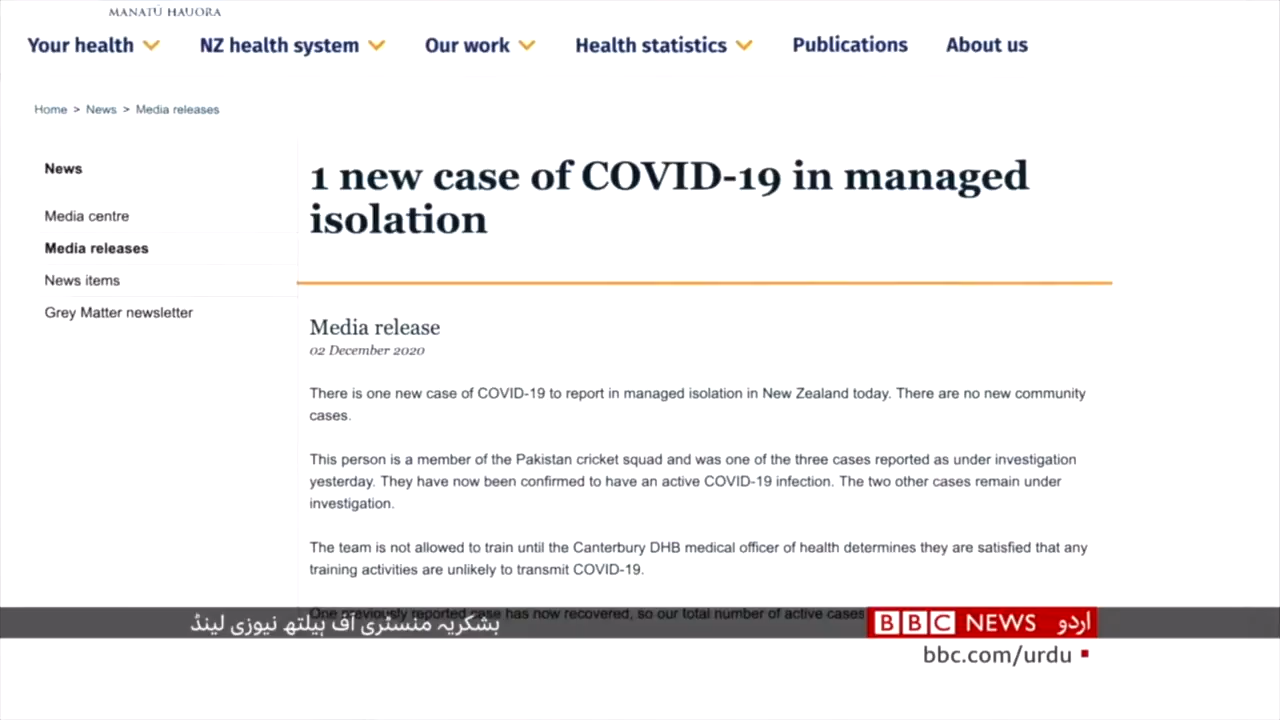 MANATŪ HAUORA
Your health NZ health system Our work Health statistics Publications About us
Home > News > Media releases
News
Media centre
Media releases
News items
Grey Matter newsletter
1 new case of COVID-19 in managed
isolation
Media release
02 December 2020
There is one new case of COVID-19 to report in managed isolation in New Zealand today. There are no new community
cases.
This person is a member of the Pakistan cricket squad and was one of the three cases reported as under investigation
yesterday. They have now been confirmed to have an active COVID-19 infection. The two other cases remain under
investigation.
The team is not allowed to train until the Canterbury DHB medical officer of health determines they are satisfied that any
training activities are unlikely to transmit COVID-19.
One previously reported case has now recovered, so our total number of active cases
بشکریہ منسٹری آف ہیلتھ نیوزی لینڈ
BBC NEWS اردو
bbc.com/urdu